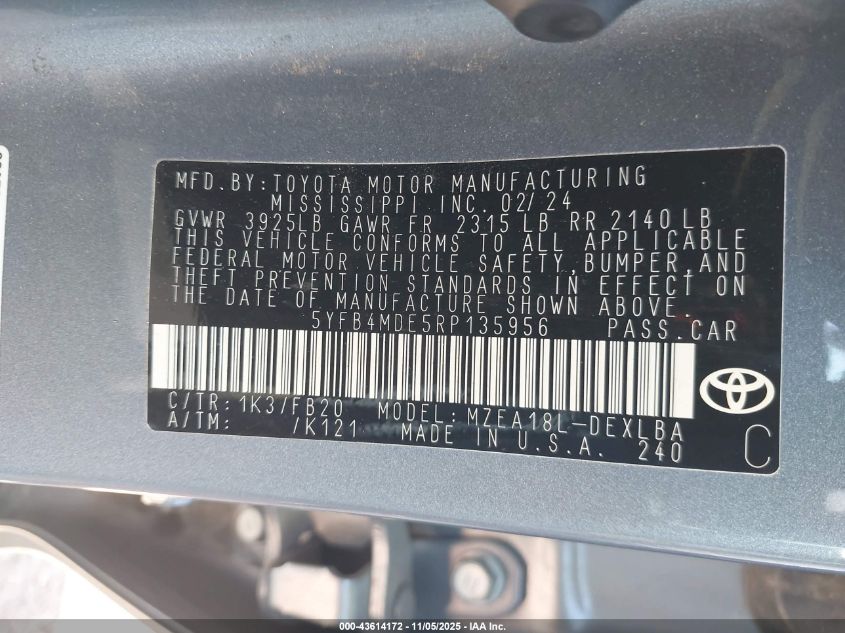 MFD. BY: TOYOTA MOTOR MANUFACTURING
MISSISSIPPI INC. 02/24
GVWR 3925LB GAWR FR 2315 LB RR 2140 LB
THIS VEHICLE CONFORMS TO ALL APPLICABLE
FEDERAL MOTOR VEHICLE SAFETY, BUMPER, AND
THEFT PREVENTION STANDARDS IN EFFECT ON
THE DATE OF MANUFACTURE SHOWN ABOVE.
5YFB4MDE5RP135956 PASS. CAR
C/TR: 1K37FB20 MODEL: MZEA18L-DEXLBA
A/TM: /K121 MADE IN U.S.A. 240 C
000-43614172 - 11/05/2025 - IAA Inc.